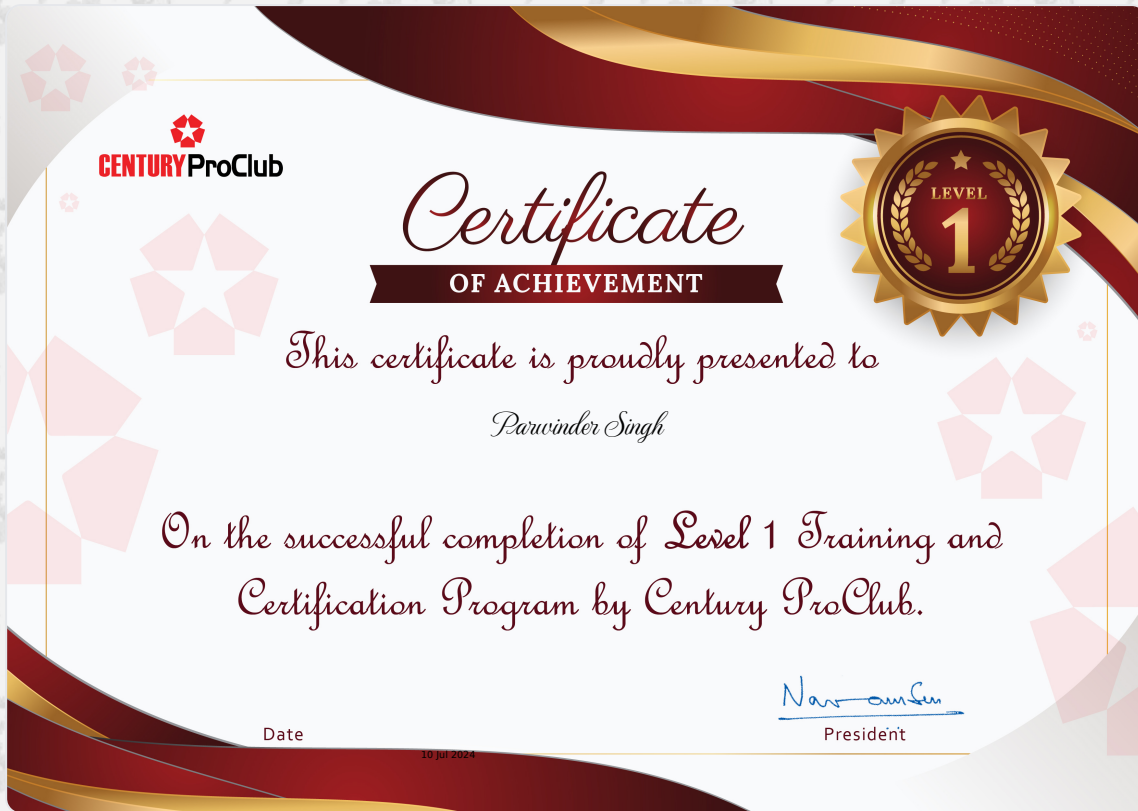 CENTURY ProClub
LEVEL
1
Certificate
OF ACHIEVEMENT
This certificate is proudly presented to
Parwinder Singh
On the successful completion of Level 1 Training and
Certification Program by Century ProClub.
Date
President
10 Jul 2024